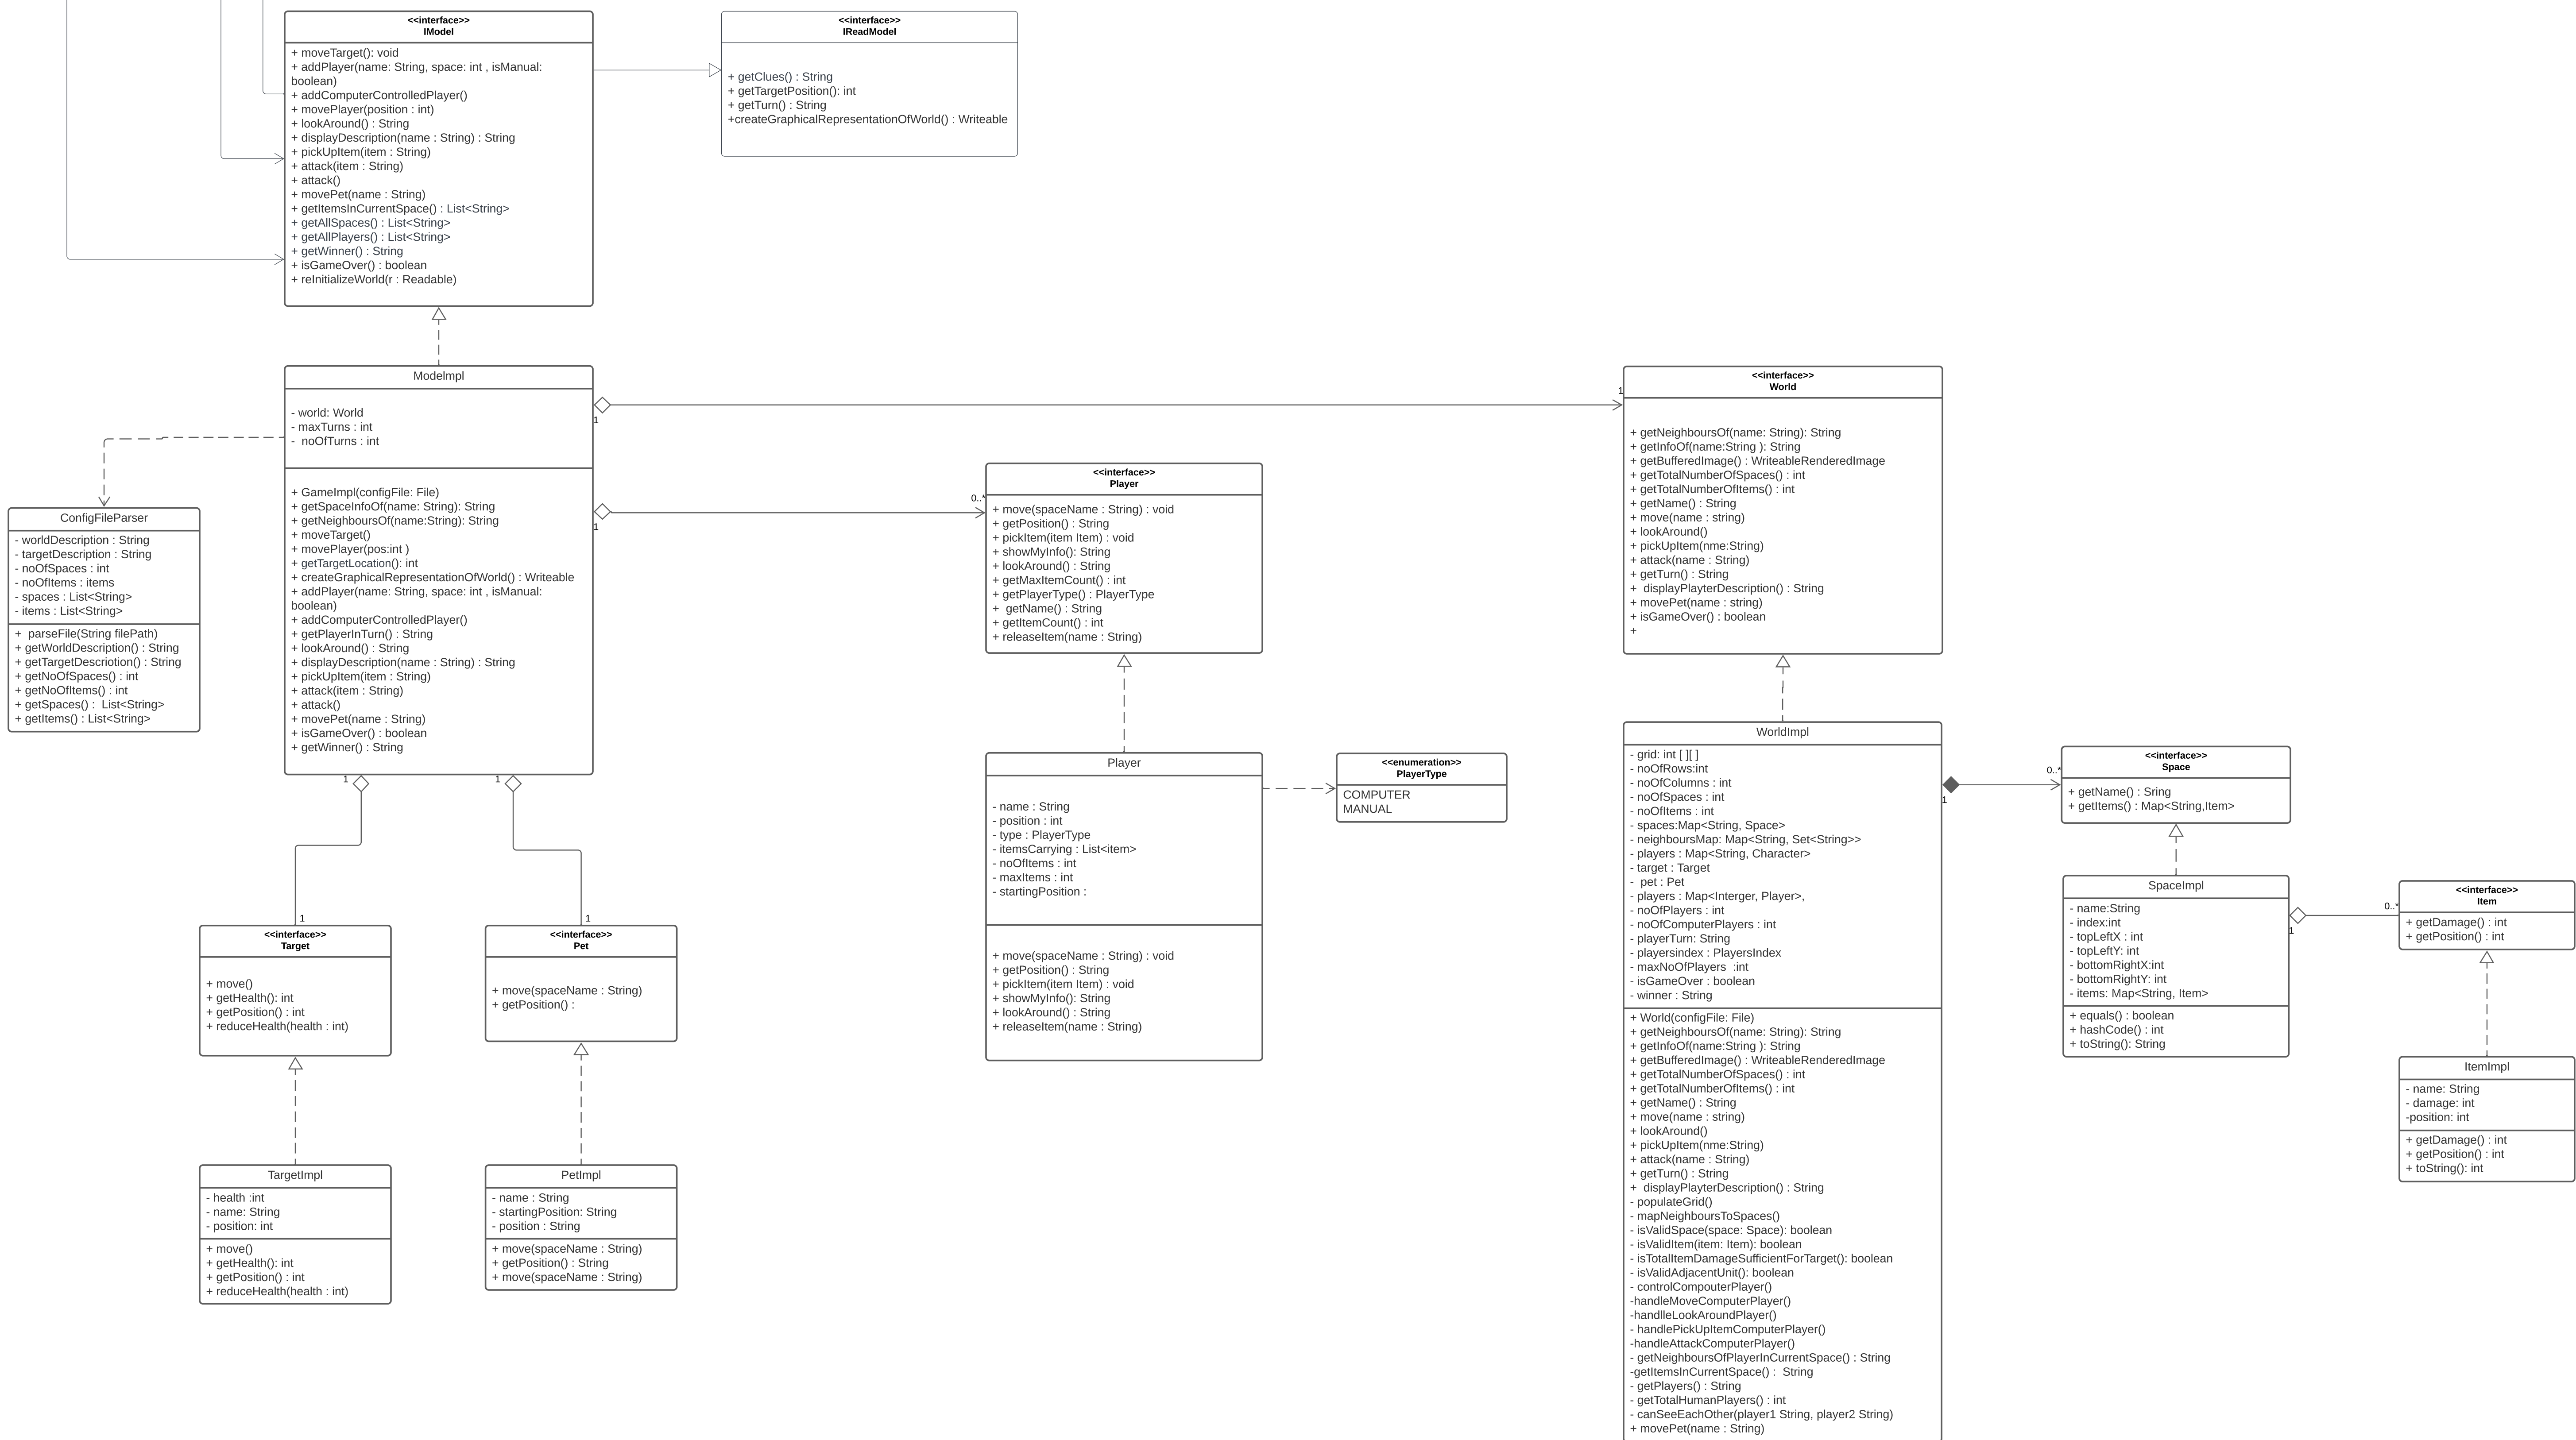 <<interface>>
IModel
+ moveTarget(): void
+ addPlayer(name: String, space: int , isManual:
boolean)
+ addComputerControlledPlayer()
+ movePlayer(position : int)
+ lookAround() : String
+ displayDescription(name : String) : String
+ pickUpItem(item : String)
+ attack(item : String)
+ attack()
+ movePet(name : String)
+ getItemsInCurrentSpace() : List<String>
+ getAllSpaces() : List<String>
+ getAllPlayers() : List<String>
+ getWinner() : String
+ isGameOver() : boolean
+ reInitializeWorld(r : Readable)
<<interface>>
IReadModel
+ getClues() : String
+ getTargetPosition(): int
+ getTurn() : String
+createGraphicalRepresentationOfWorld() : Writeable
ModelImpl
- world: World
- maxTurns : int
- noOfTurns : int
+ GameImpl(configFile: File)
+ getSpaceInfoOf(name: String): String
+ getNeighboursOf(name:String): String
+ moveTarget()
+ movePlayer(pos:int )
+ getTargetLocation(): int
+ createGraphicalRepresentationOfWorld() : Writeable
+ addPlayer(name: String, space: int , isManual:
boolean)
+ addComputerControlledPlayer()
+ getPlayerInTurn() : String
+ lookAround() : String
+ displayDescription(name : String) : String
+ pickUpItem(item : String)
+ attack(item : String)
+ attack()
+ movePet(name : String)
+ isGameOver() : boolean
+ getWinner() : String
1
1
1
0..*
1
1
1
1
ConfigFileParser
- worldDescription : String
- targetDescription : String
- noOfSpaces : int
- noOfItems : items
- spaces : List<String>
- items : List<String>
+ parseFile(String filePath)
+ getWorldDescription() : String
+ getTargetDescriotion() : String
+ getNoOfSpaces() : int
+ getNoOfItems() : int
+ getSpaces() : List<String>
+ getItems() : List<String>
<<interface>>
Target
+ move()
+ getHealth(): int
+ getPosition() : int
+ reduceHealth(health : int)
TargetImpl
- health :int
- name: String
- position: int
+ move()
+ getHealth(): int
+ getPosition() : int
+ reduceHealth(health : int)
<<interface>>
Pet
+ move(spaceName : String)
+ getPosition() :
PetImpl
- name : String
- startingPosition: String
- position : String
+ move(spaceName : String)
+ getPosition() : String
+ move(spaceName : String)
<<interface>>
Player
+ move(spaceName : String) : void
+ getPosition() : String
+ pickItem(item Item) : void
+ showMyInfo(): String
+ lookAround() : String
+ getMaxItemCount() : int
+ getPlayerType() : PlayerType
+ getName() : String
+ getItemCount() : int
+ releaseItem(name : String)
Player
- name : String
- position : int
- type : PlayerType
- itemsCarrying : List<item>
- noOfItems : int
- maxItems : int
- startingPosition :
+ move(spaceName : String) : void
+ getPosition() : String
+ pickItem(item Item) : void
+ showMyInfo(): String
+ lookAround() : String
+ releaseItem(name : String)
<<enumeration>>
PlayerType
COMPUTER
MANUAL
<<interface>>
World
+ getNeighboursOf(name: String): String
+ getInfoOf(name:String ): String
+ getBufferedImage() : WriteableRenderedImage
+ getTotalNumberOfSpaces() : int
+ getTotalNumberOfItems() : int
+ getName() : String
+ move(name : string)
+ lookAround()
+ pickUpItem(nme:String)
+ attack(name : String)
+ getTurn() : String
+ displayPlayterDescription() : String
+ movePet(name : string)
+ isGameOver() : boolean
+
WorldImpl
- grid: int [ ][ ]
- noOfRows:int
- noOfColumns : int
- noOfSpaces : int
- noOfItems : int
- spaces:Map<String, Space>
- neighboursMap: Map<String, Set<String>>
- players : Map<String, Character>
- target : Target
- pet : Pet
- players : Map<Interger, Player>,
- noOfPlayers : int
- noOfComputerPlayers : int
- playerTurn: String
- playersindex : PlayersIndex
- maxNoOfPlayers :int
- isGameOver : boolean
- winner : String
+ World(configFile: File)
+ getNeighboursOf(name: String): String
+ getInfoOf(name:String ): String
+ getBufferedImage() : WriteableRenderedImage
+ getTotalNumberOfSpaces() : int
+ getTotalNumberOfItems() : int
+ getName() : String
+ move(name : string)
+ lookAround()
+ pickUpItem(nme:String)
+ attack(name : String)
+ getTurn() : String
+ displayPlayterDescription() : String
- populateGrid()
- mapNeighboursToSpaces()
- isValidSpace(space: Space): boolean
- isValidItem(item: Item): boolean
- isTotalItemDamageSufficientForTarget(): boolean
- isValidAdjacentUnit(): boolean
- controlCompouterPlayer()
-handleMoveComputerPlayer()
-handlleLookAroundPlayer()
- handlePickUpItemComputerPlayer()
-handleAttackComputerPlayer()
- getNeighboursOfPlayerInCurrentSpace() : String
-getItemsInCurrentSpace() : String
- getPlayers() : String
- getTotalHumanPlayers() : int
- canSeeEachOther(player1 String, player2 String)
+ movePet(name : String)
1
0..*
<<interface>>
Space
+ getName() : Sring
+ getItems() : Map<String,Item>
SpaceImpl
- name:String
- index:int
- topLeftX : int
- topLeftY: int
- bottomRightX:int
- bottomRightY: int
- items: Map<String, Item>
+ equals() : boolean
+ hashCode() : int
+ toString(): String
1
0..*
<<interface>>
Item
+ getDamage() : int
+ getPosition() : int
ItemImpl
- name: String
- damage: int
-position: int
+ getDamage() : int
+ getPosition() : int
+ toString(): int